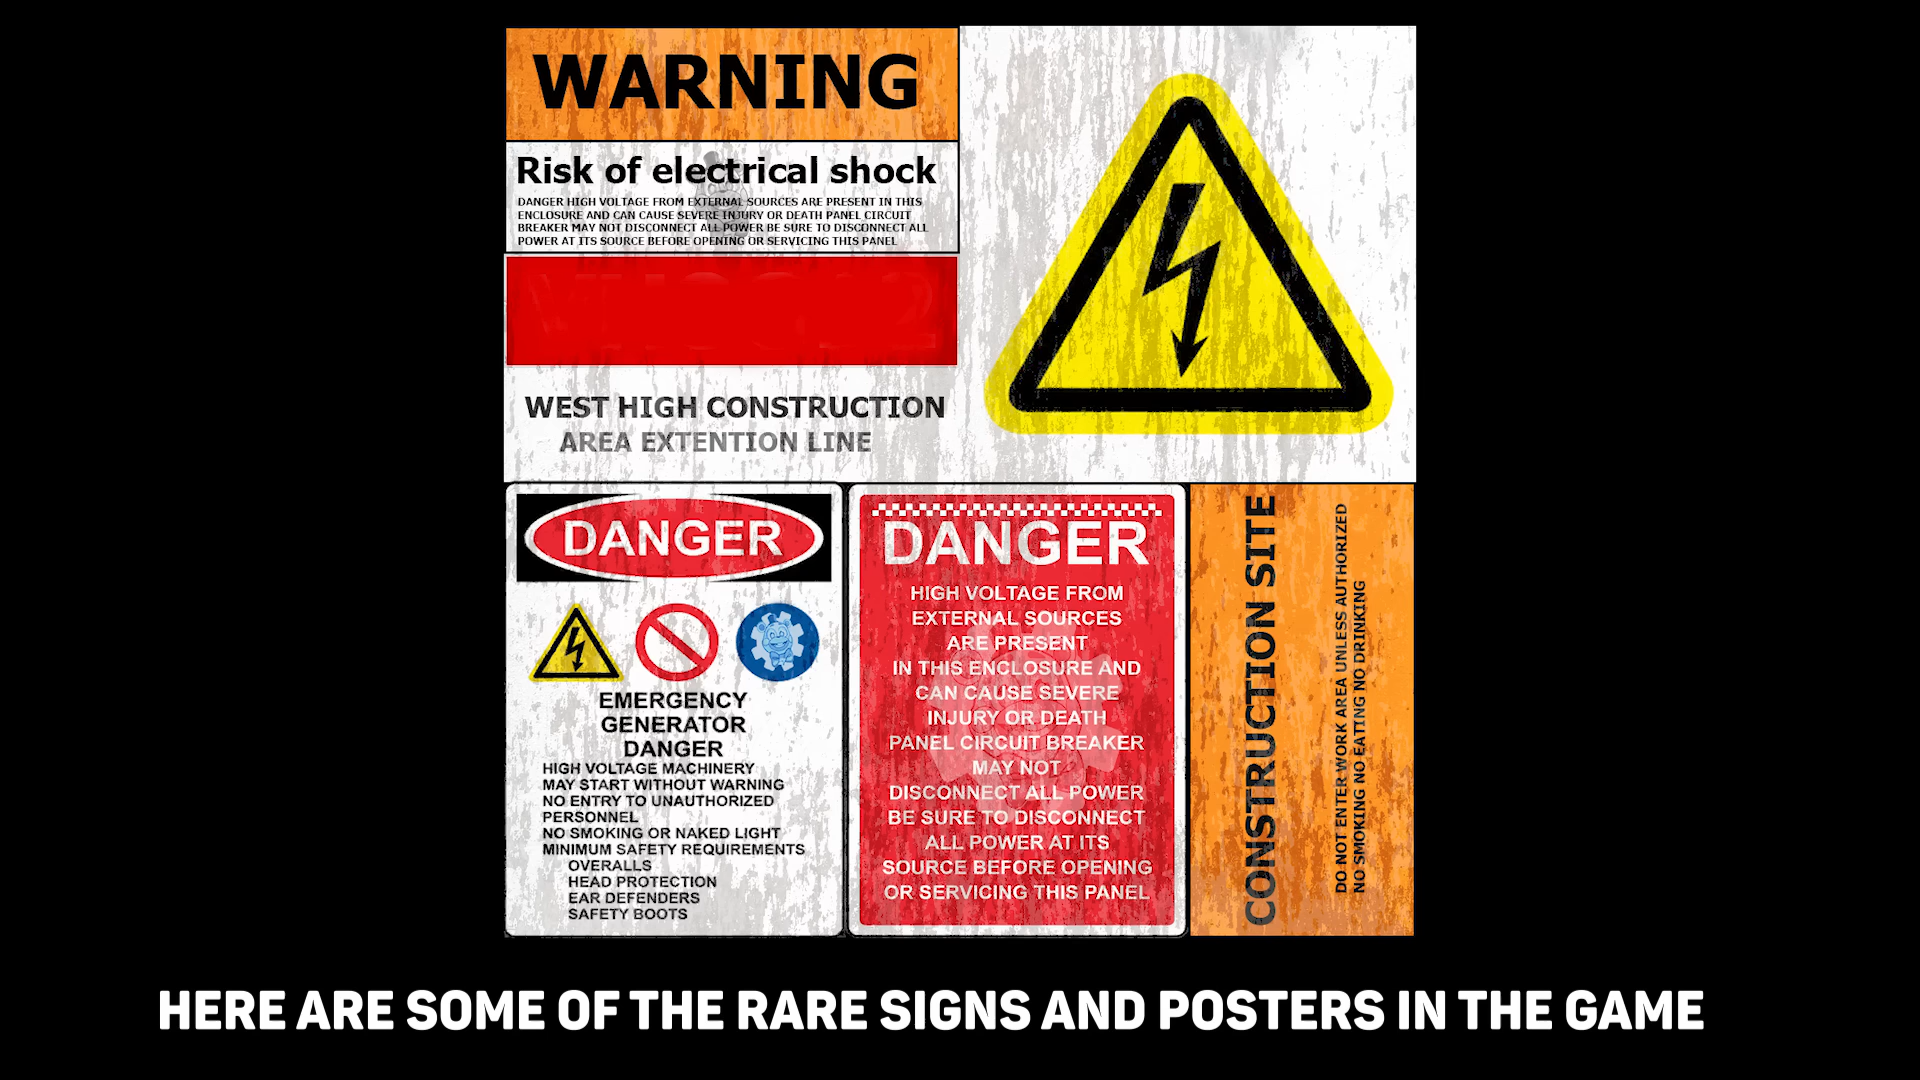 WARNING
Risk of electrical shock
DANGER HIGH VOLTAGE FROM EXTERNAL SOURCES ARE PRESENT IN THIS
ENCLOSURE AND CAN CAUSE SEVERE INJURY OR DEATH PANEL CIRCUIT
BREAKER MAY NOT DISCONNECT ALL POWER BE SURE TO DISCONNECT ALL
POWER AT ITS SOURCE BEFORE OPENING OR SERVICING THIS PANEL
WEST HIGH CONSTRUCTION
AREA EXTENTION LINE
DANGER
EMERGENCY
GENERATOR
DANGER
HIGH VOLTAGE MACHINERY
MAY START WITHOUT WARNING
NO ENTRY TO UNAUTHORIZED
PERSONNEL
NO SMOKING OR NAKED LIGHT
MINIMUM SAFETY REQUIREMENTS
OVERALLS
HEAD PROTECTION
EAR DEFENDERS
SAFETY BOOTS
DANGER
HIGH VOLTAGE FROM
EXTERNAL SOURCES
ARE PRESENT
IN THIS ENCLOSURE AND
CAN CAUSE SEVERE
INJURY OR DEATH
PANEL CIRCUIT BREAKER
MAY NOT
DISCONNECT ALL POWER
BE SURE TO DISCONNECT
ALL POWER AT ITS
SOURCE BEFORE OPENING
OR SERVICING THIS PANEL
CONSTRUCTION SITE
DO NOT ENTER WORK AREA UNLESS AUTHORIZED
NO SMOKING NO EATING NO DRINKING
HERE ARE SOME OF THE RARE SIGNS AND POSTERS IN THE GAME